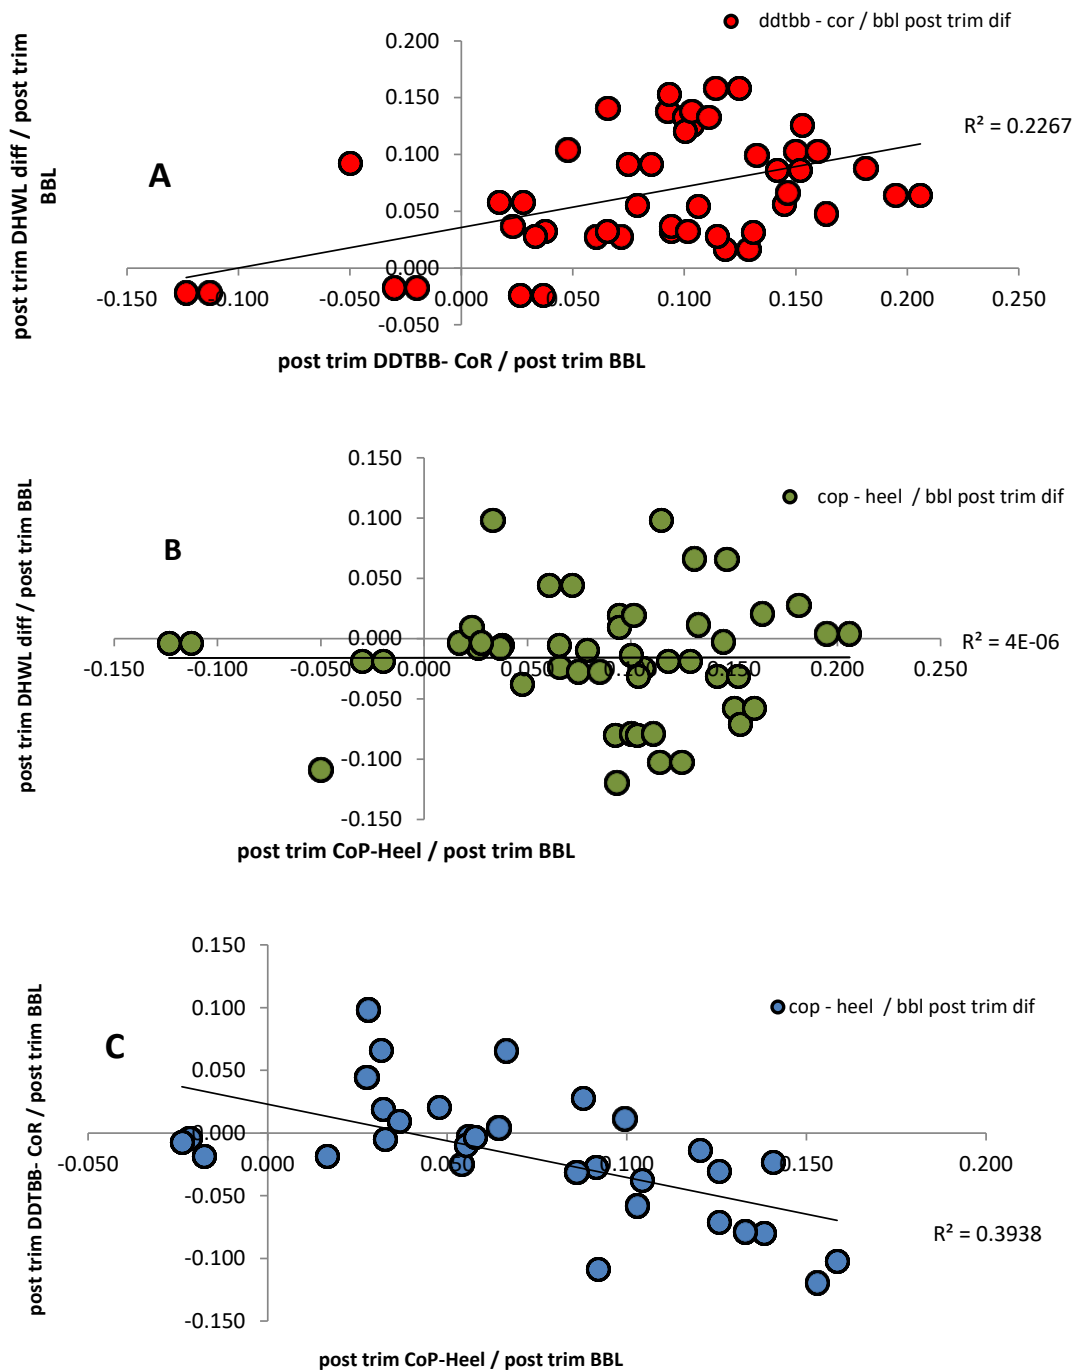 ddtbb - cor / bbl post trim dif
0.200
0.150
0.100
0.050
0.000
-0.050
-0.150
-0.100
-0.050
0.000
0.050
0.100
0.150
0.200
0.250
R² = 0.2267
A
post trim DHWL diff / post trim
BBL
post trim DDTBB- CoR / post trim BBL
0.150
0.100
0.050
0.000
-0.050
-0.100
-0.150
cop - heel / bbl post trim dif
B
-0.150
-0.100
-0.050
0.000
0.050
0.100
0.150
0.200
0.250
R² = 4E-06
post trim DHWL diff / post trim BBL
post trim CoP-Heel / post trim BBL
0.150
0.100
0.050
0.000
-0.050
-0.100
-0.150
cop - heel / bbl post trim dif
C
-0.050
0.000
0.050
0.100
0.150
0.200
R² = 0.3938
post trim DDTBB- CoR / post trim BBL
post trim CoP-Heel / post trim BBL